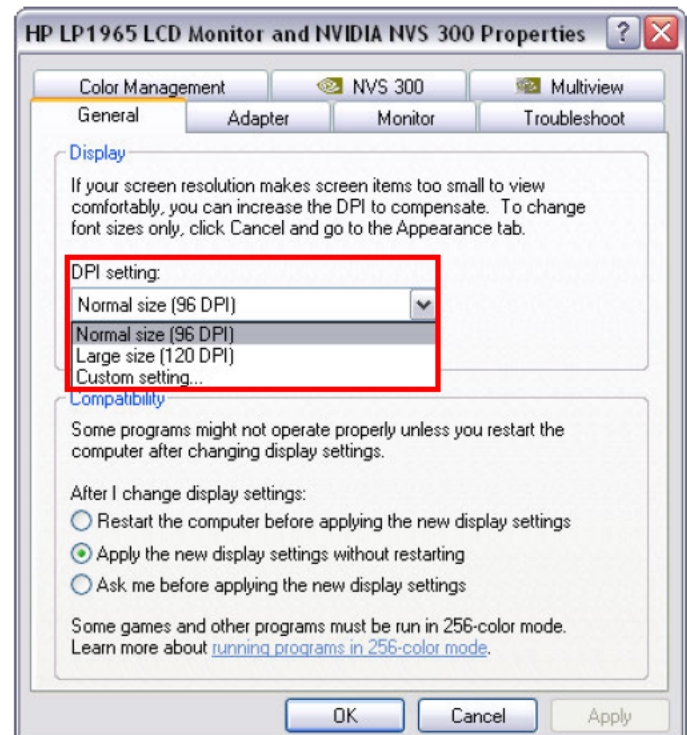 HP LP1965 LCD Monitor and NVIDIA NVS 300 Properties
Color Management NVS 300 Multiview
General Adapter Monitor Troubleshoot
Display
If your screen resolution makes screen items too small to view
comfortably, you can increase the DPI to compensate. To change
font sizes only, click Cancel and go to the Appearance tab.
DPI setting:
Normal size (96 DPI)
Normal size (96 DPI)
Large size (120 DPI)
Custom setting...
Compatibility
Some programs might not operate properly unless you restart the
computer after changing display settings.
After I change display settings:
Restart the computer before applying the new display settings
Apply the new display settings without restarting
Ask me before applying the new display settings
Some games and other programs must be run in 256-color mode.
Learn more about running programs in 256-color mode.
OK Cancel Apply